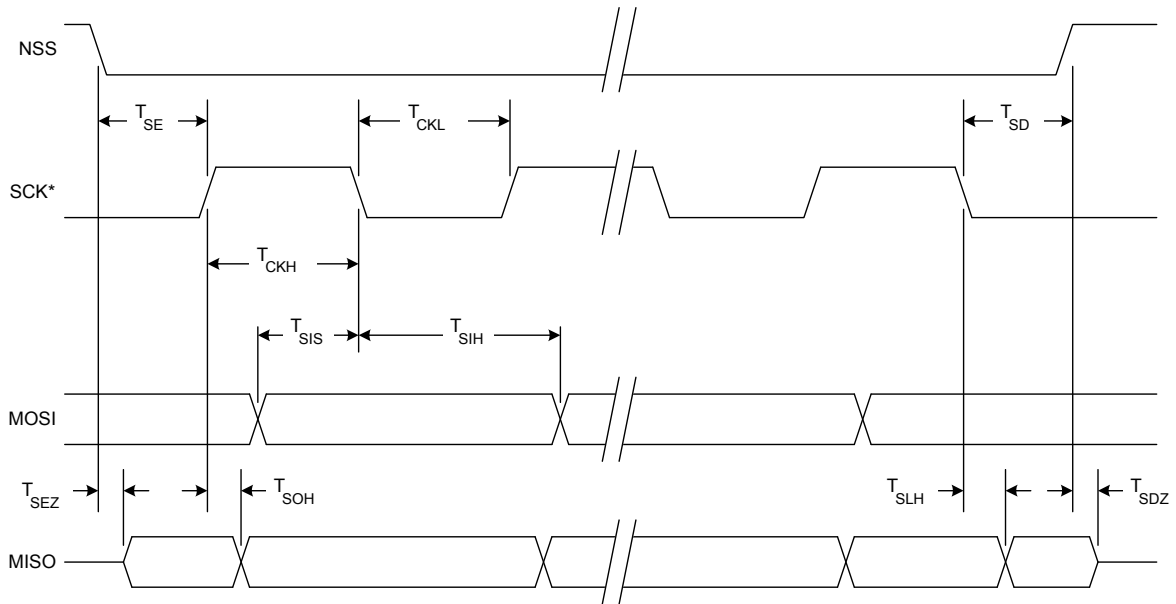 NSS
T_SE
T_CKL
T_SD
SCK*
T_CKH
T_SIS
T_SIH
MOSI
T_SEZ
T_SOH
T_SLH
T_SDZ
MISO